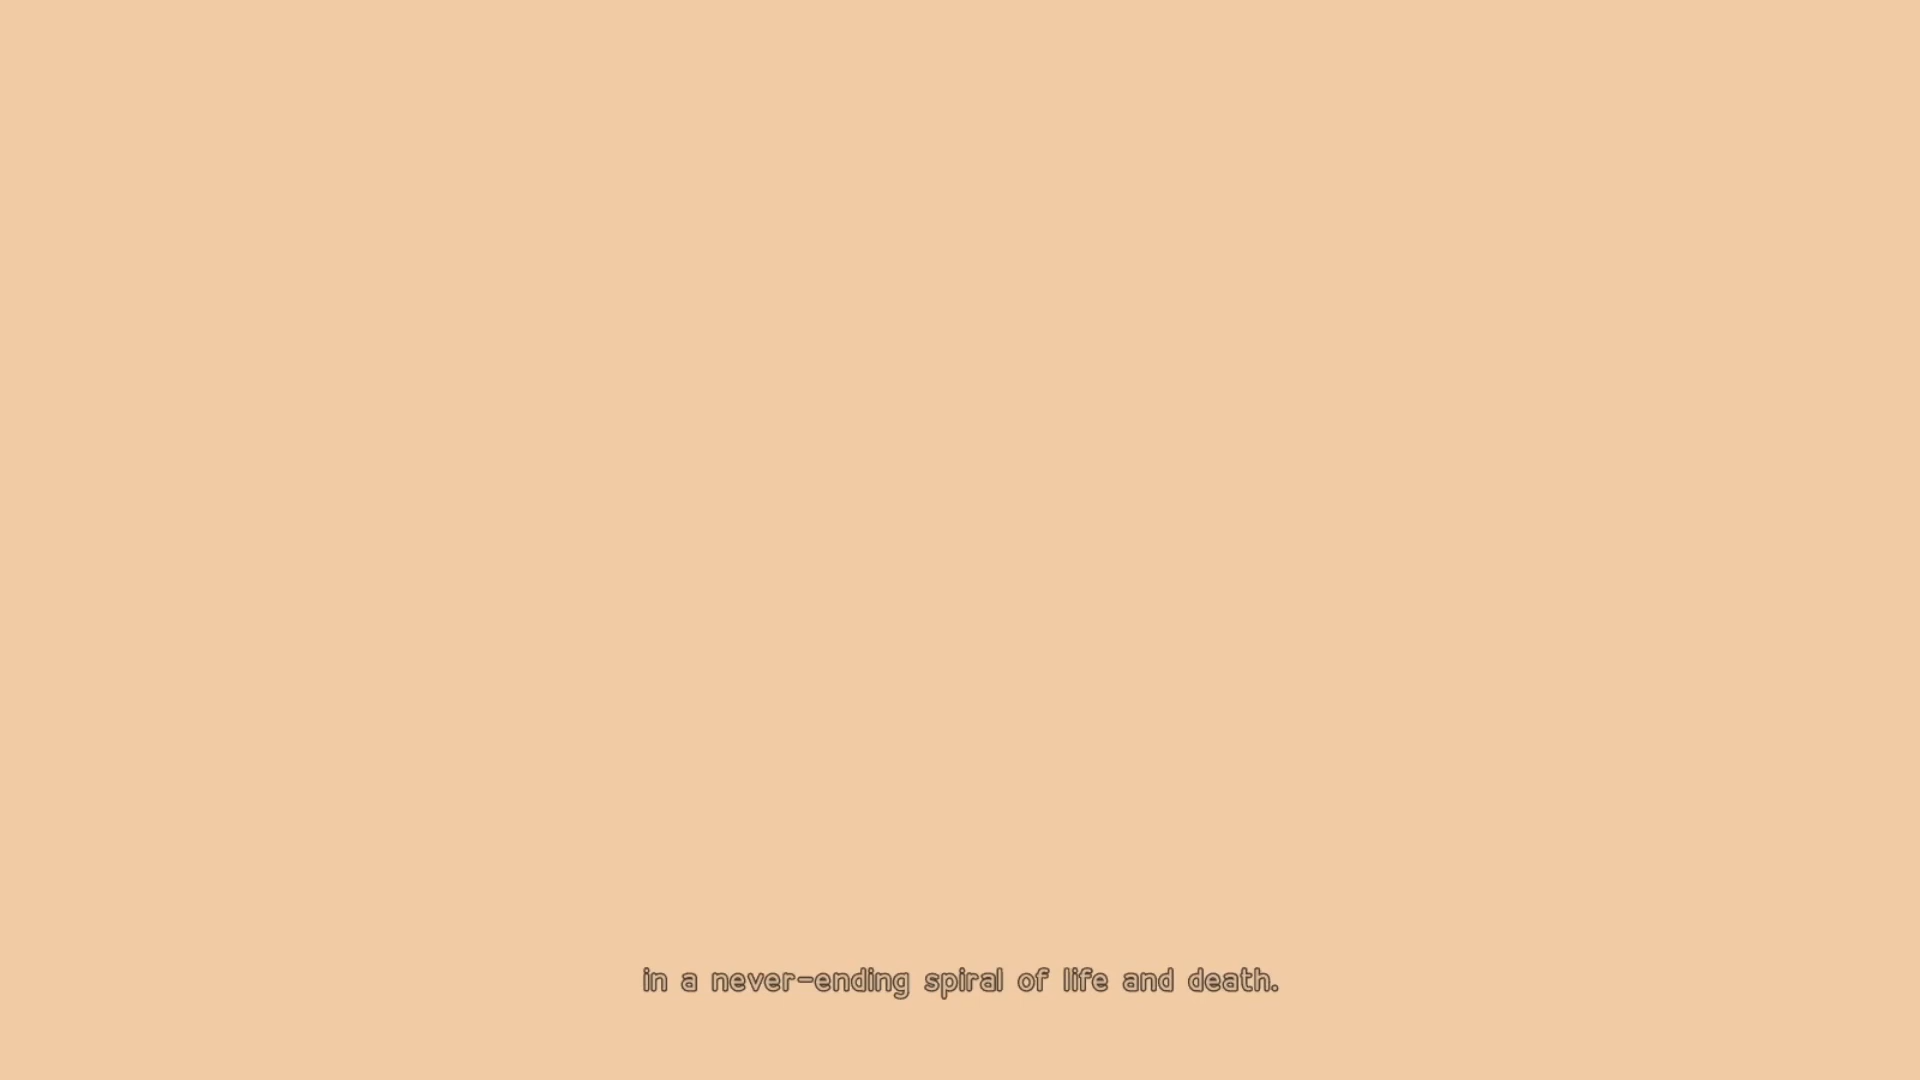 in a never-ending spiral of life and death.